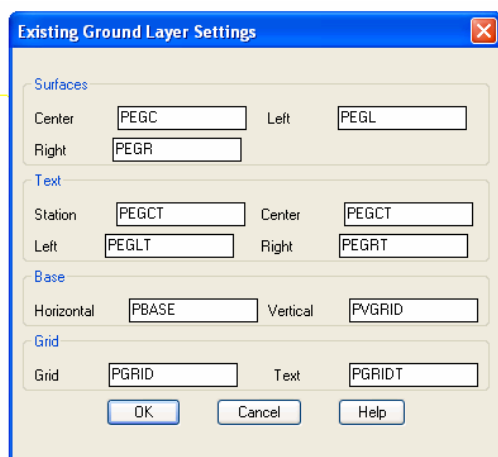 Existing Ground Layer Settings
Surfaces
Center PEGC Left PEGL
Right PEGR
Text
Station PEGCT Center PEGCT
Left PEGLT Right PEGRT
Base
Horizontal PBASE Vertical PVGRID
Grid
Grid PGRID Text PGRIDT
OK Cancel Help